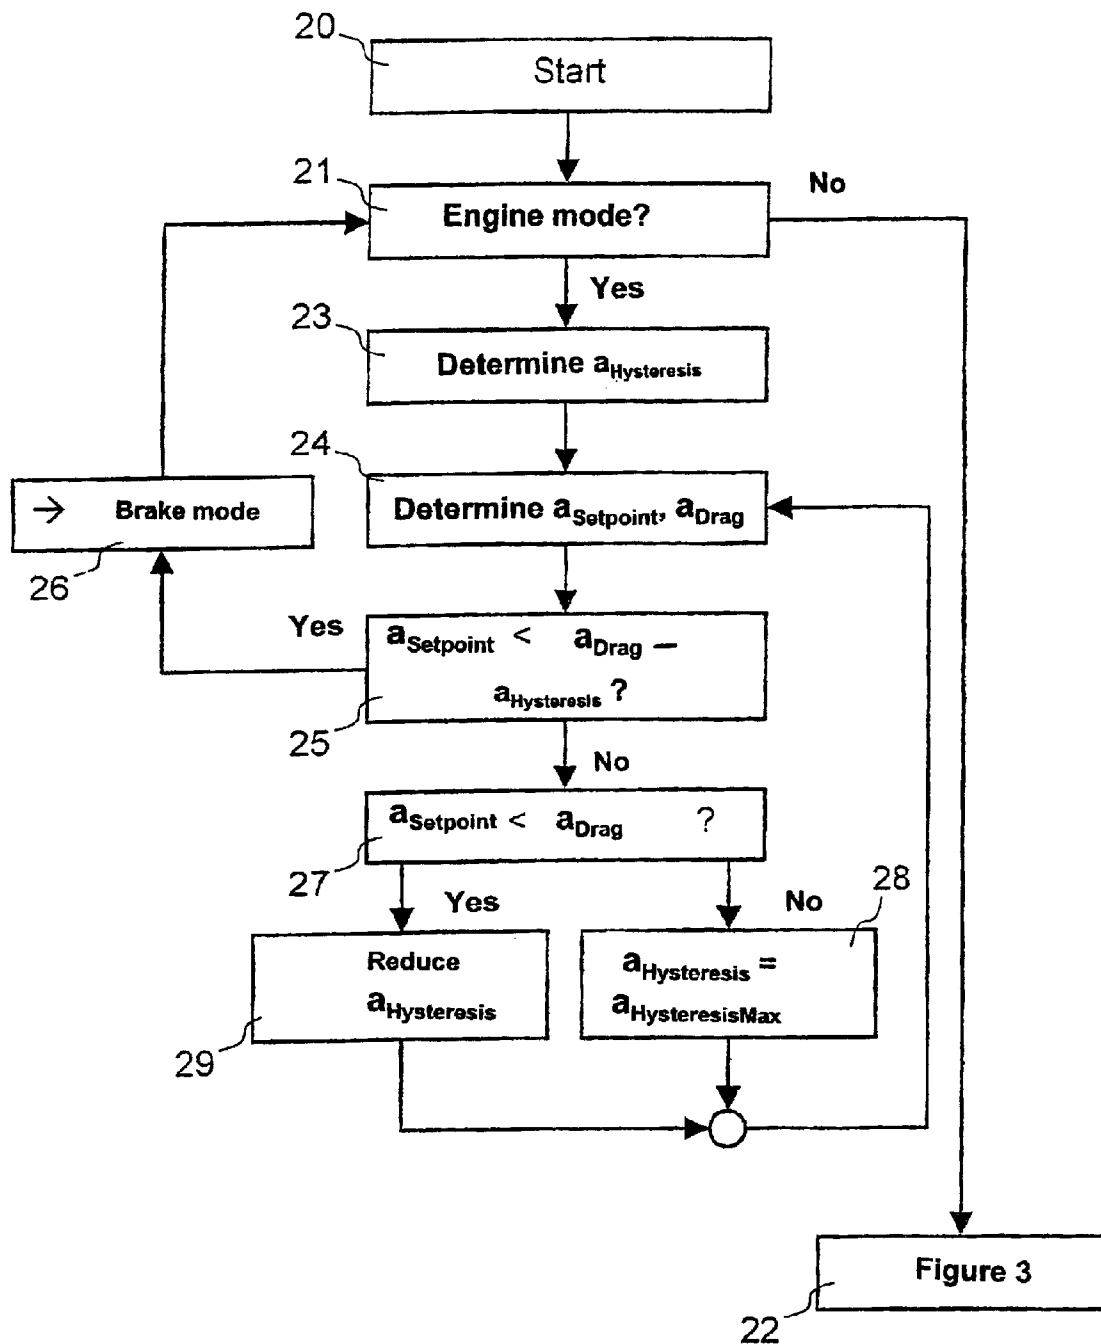 20
Start
21
No
Engine mode?
Yes
23
Determine aHysteresis
24
Determine aSetpoint, aDrag
→ Brake mode
26
Yes
aSetpoint < aDrag –
aHysteresis ?
25
No
aSetpoint < aDrag ?
27
Yes
No
28
Reduce
aHysteresis
29
aHysteresis =
aHysteresisMax
Figure 3
22